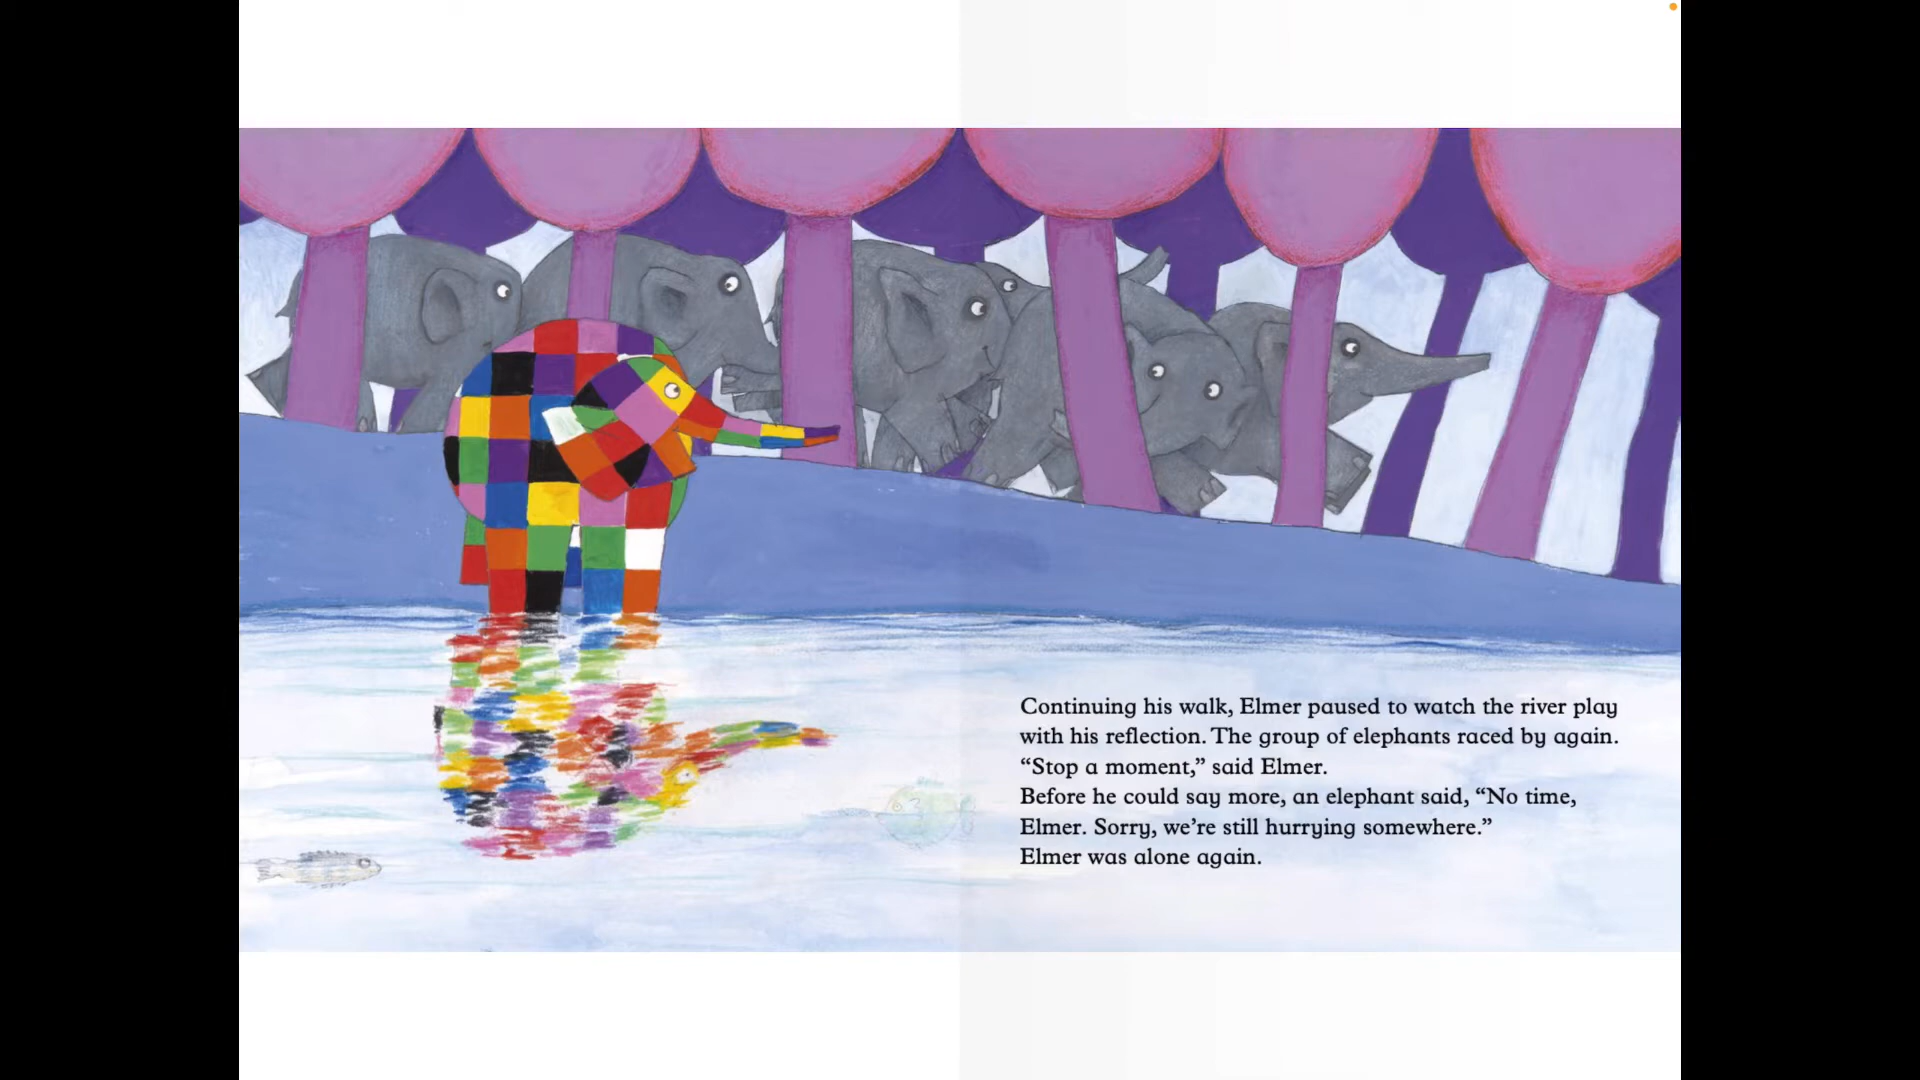 Continuing his walk, Elmer paused to watch the river play
with his reflection. The group of elephants raced by again.
“Stop a moment,” said Elmer.
Before he could say more, an elephant said, “No time,
Elmer. Sorry, we’re still hurrying somewhere.”
Elmer was alone again.